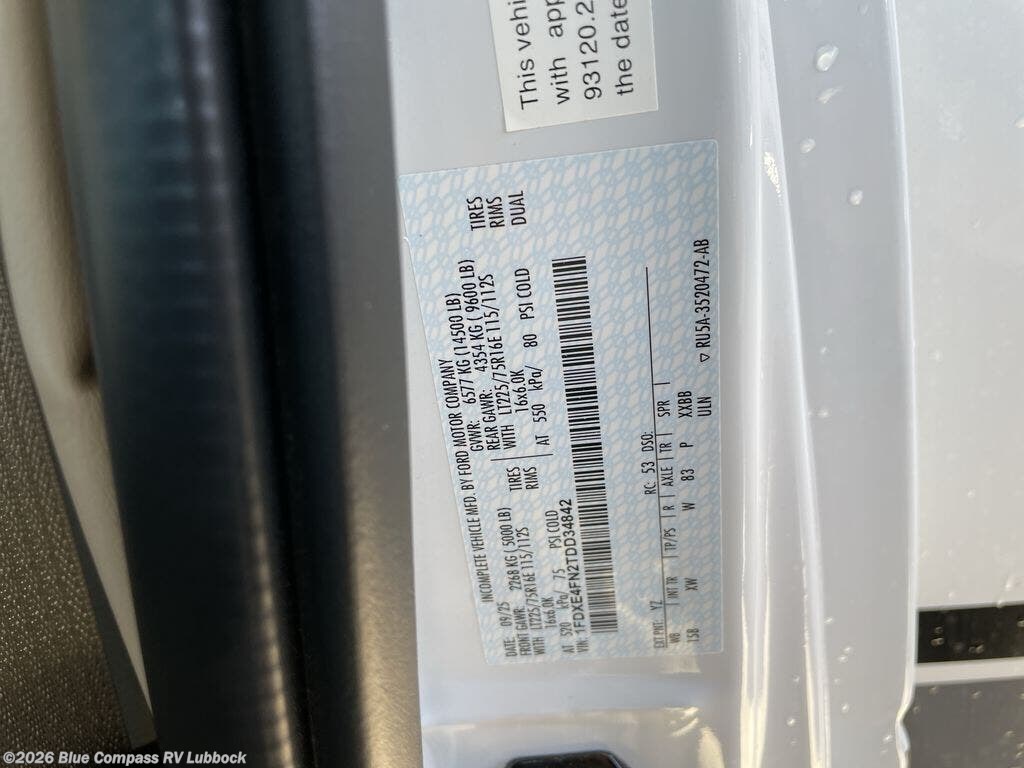 This vehi
with app
93120.2
the date
INCOMPLETE VEHICLE MFD. BY FORD MOTOR COMPANY
DATE: 09/25 GVWR: 6577 KG (14500 LB)
FRONT GAWR: 2268 KG ( 5000 LB) REAR GAWR: 4354 KG ( 9600 LB)
WITH LT225/75R16E 115/112S TIRES WITH LT225/75R16E 115/112S TIRES
16x6.0K RIMS 16x6.0K RIMS
AT 520 kPa/ 75 PSI COLD AT 550 kPa/ 80 PSI COLD DUAL
VIN: 1FDXE4FN2TDD34842
EXT PNT: YZ RC: 53 DSO:
WB INT TR TP/PS R AXLE TR SPR
158 XW W 83 P XXBB
ULN
▽ RU5A-3520472-AB
©2026 Blue Compass RV Lubbock